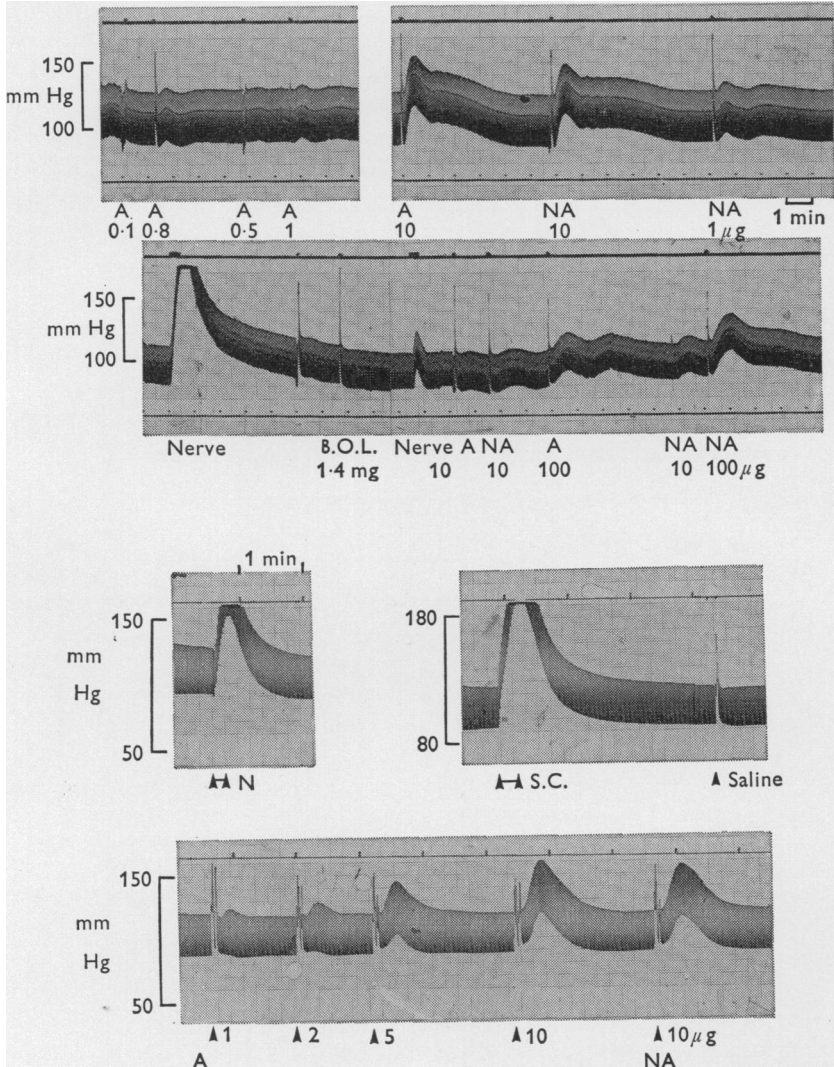 150
mm Hg
100
A A A A A NA NA 1 min
0·1 0·8 0·5 1 10 10 1 μg
150
mm Hg
100
Nerve B.O.L. Nerve A NA A NA NA
1·4 mg 10 10 100 10 100 μg
1 min
150
mm
Hg
50
N
180
80
S.C. Saline
150
mm
Hg
50
1 2 5 10 10 μg
A NA